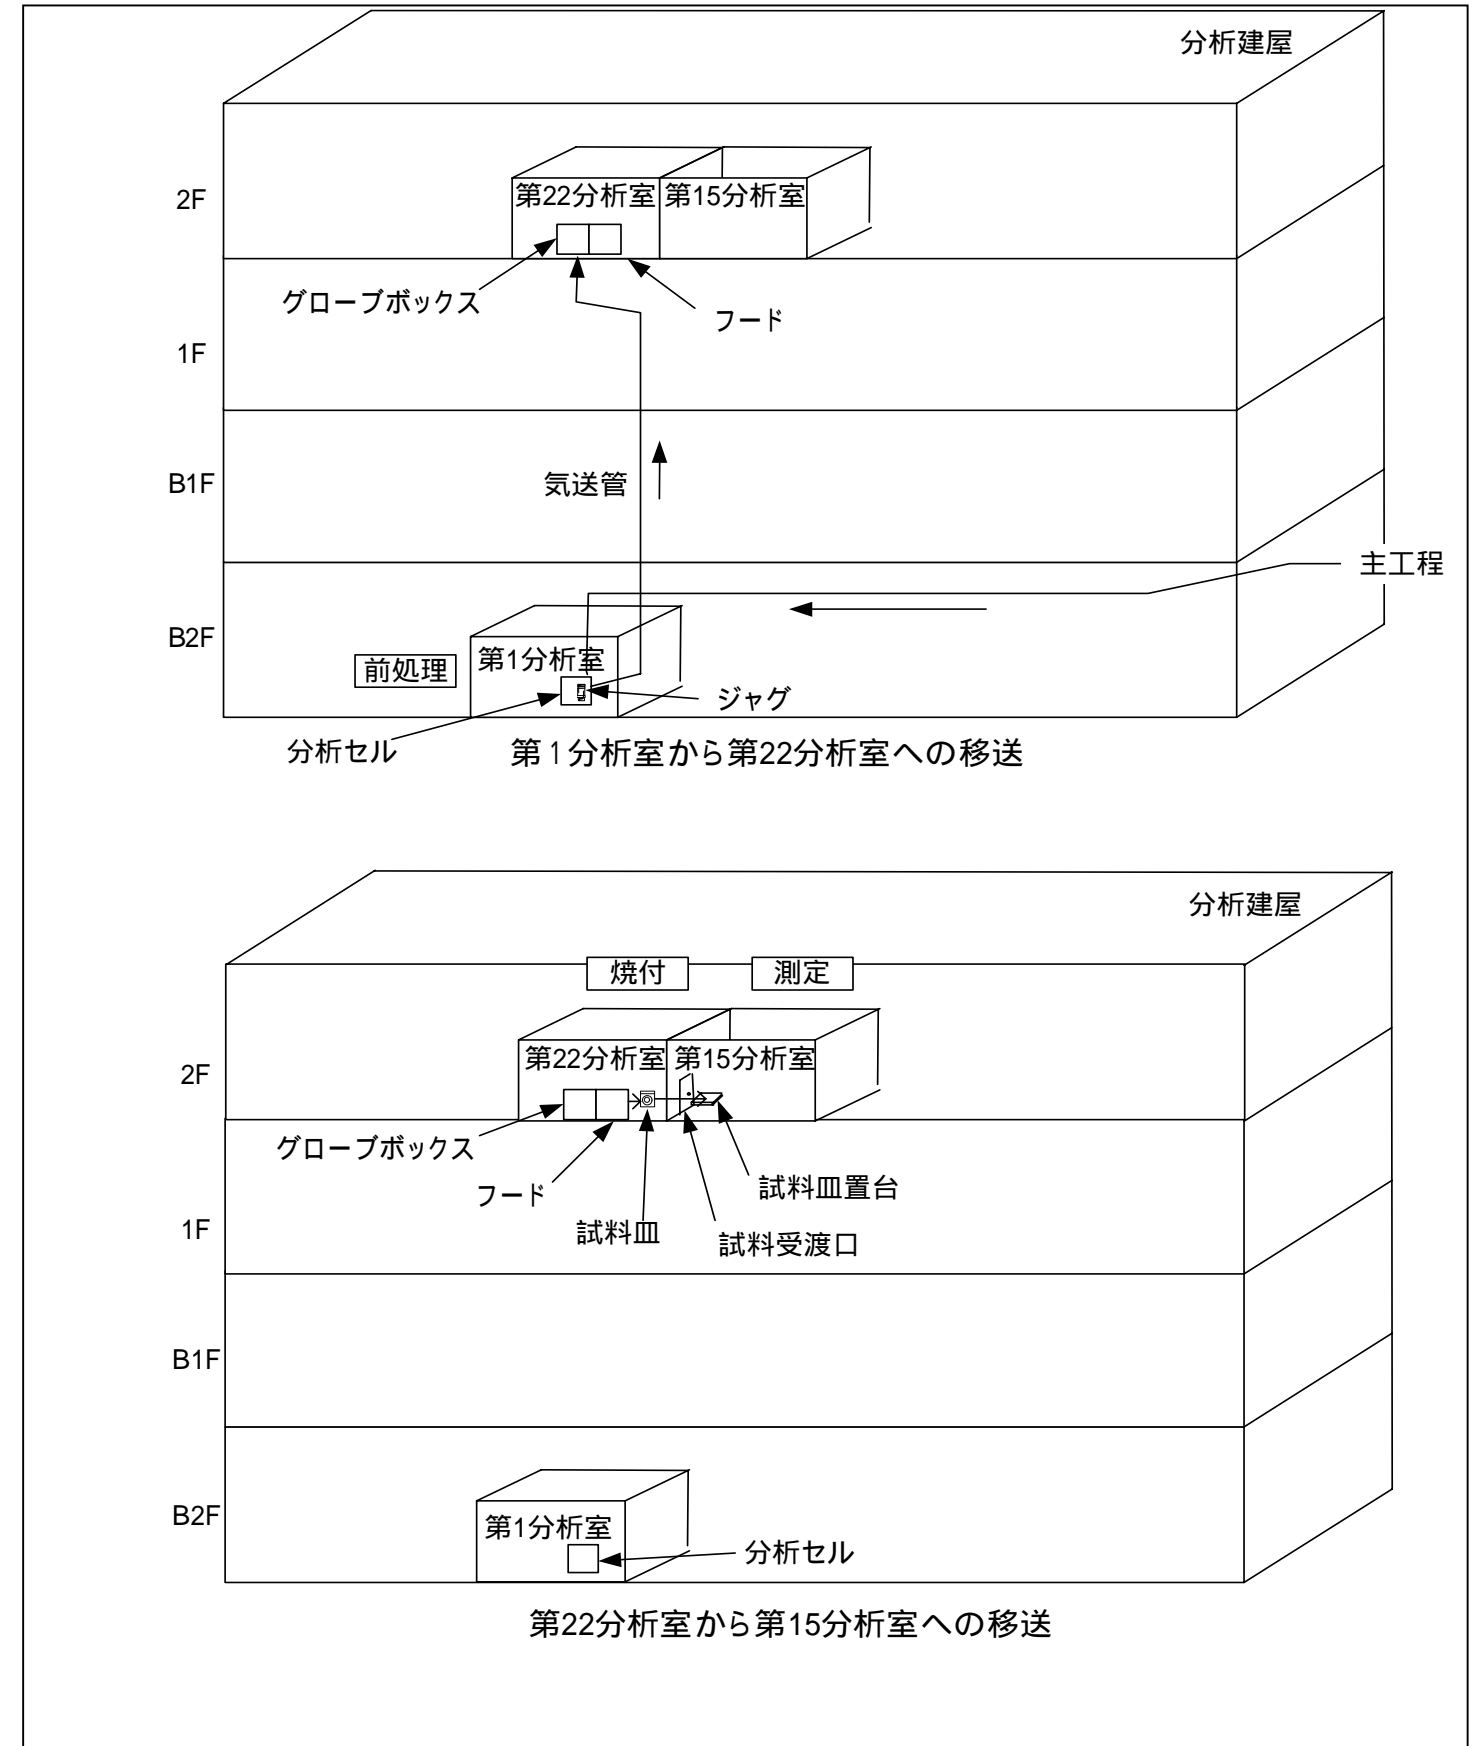 分析建屋
2F
第22分析室
第15分析室
グローブボックス
フード
1F
B1F
気送管
主工程
B2F
前処理
第1分析室
ジャグ
分析セル
第1分析室から第22分析室への移送
分析建屋
焼付
測定
2F
第22分析室
第15分析室
グローブボックス
フード
試料皿
試料皿置台
試料受渡口
1F
B1F
B2F
第1分析室
分析セル
第22分析室から第15分析室への移送